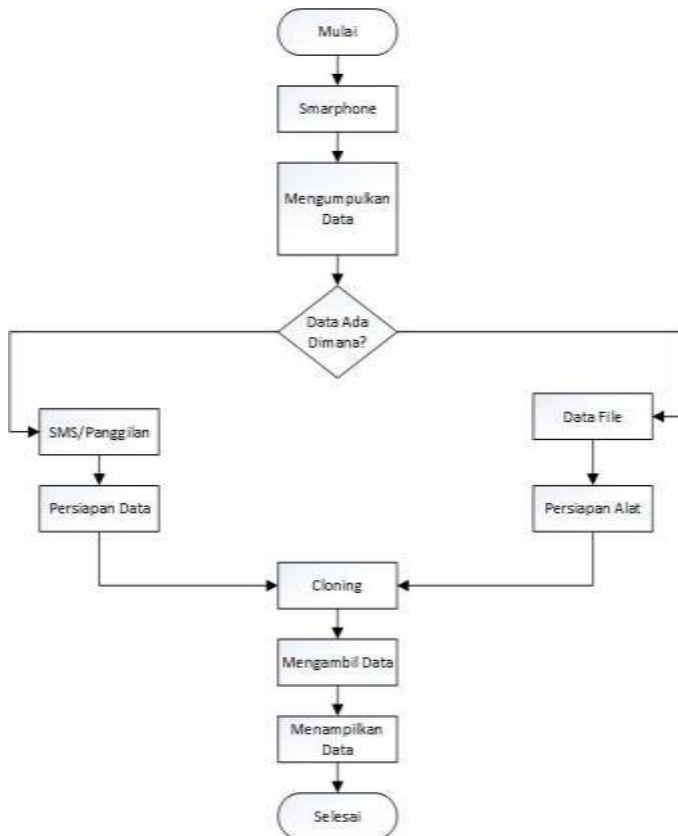 Mulai
Smarphone
Mengumpulkan
Data
Data Ada
Dimana?
SMS/Panggilan
Data File
Persiapan Data
Persiapan Alat
Cloning
Mengambil Data
Menampilkan
Data
Selesai